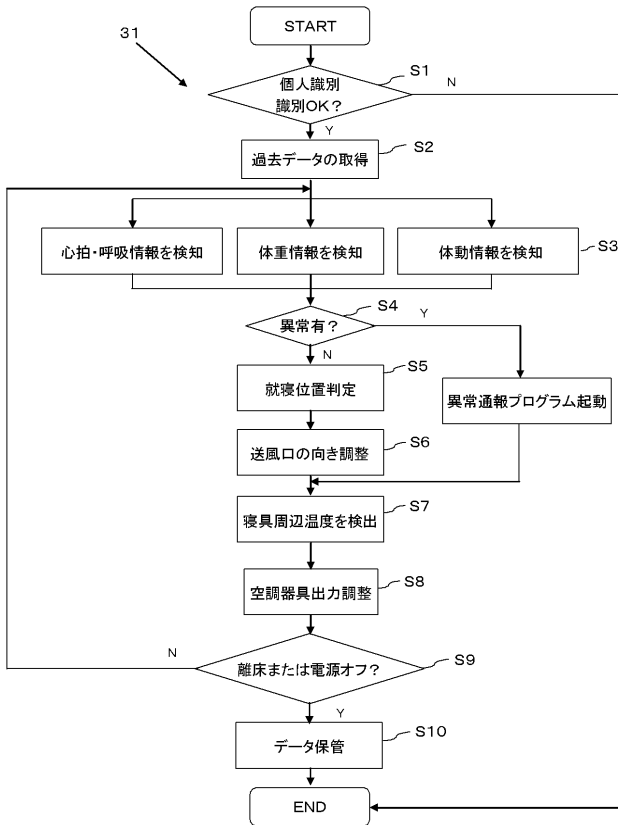 START
31
S1
N
個人識別
識別OK？
Y
過去データの取得
S2
心拍・呼吸情報を検知
体重情報を検知
体動情報を検知
S3
S4
異常有？
Y
N
S5
就寝位置判定
異常通報プログラム起動
送風口の向き調整
S6
寝具周辺温度を検出
S7
空調器具出力調整
S8
N
離床または電源オフ？
S9
Y
データ保管
S10
END